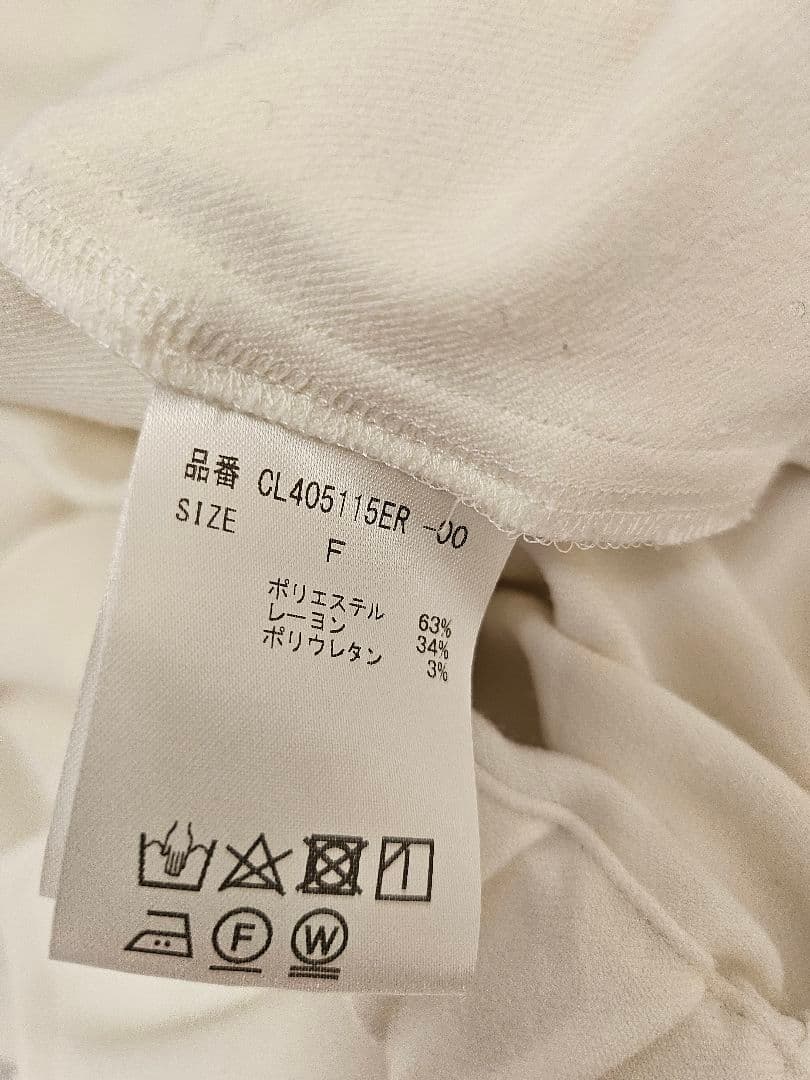 品番 CL405115ER -00
SIZE F
ポリエステル 63%
レーヨン 34%
ポリウレタン 3%
F W